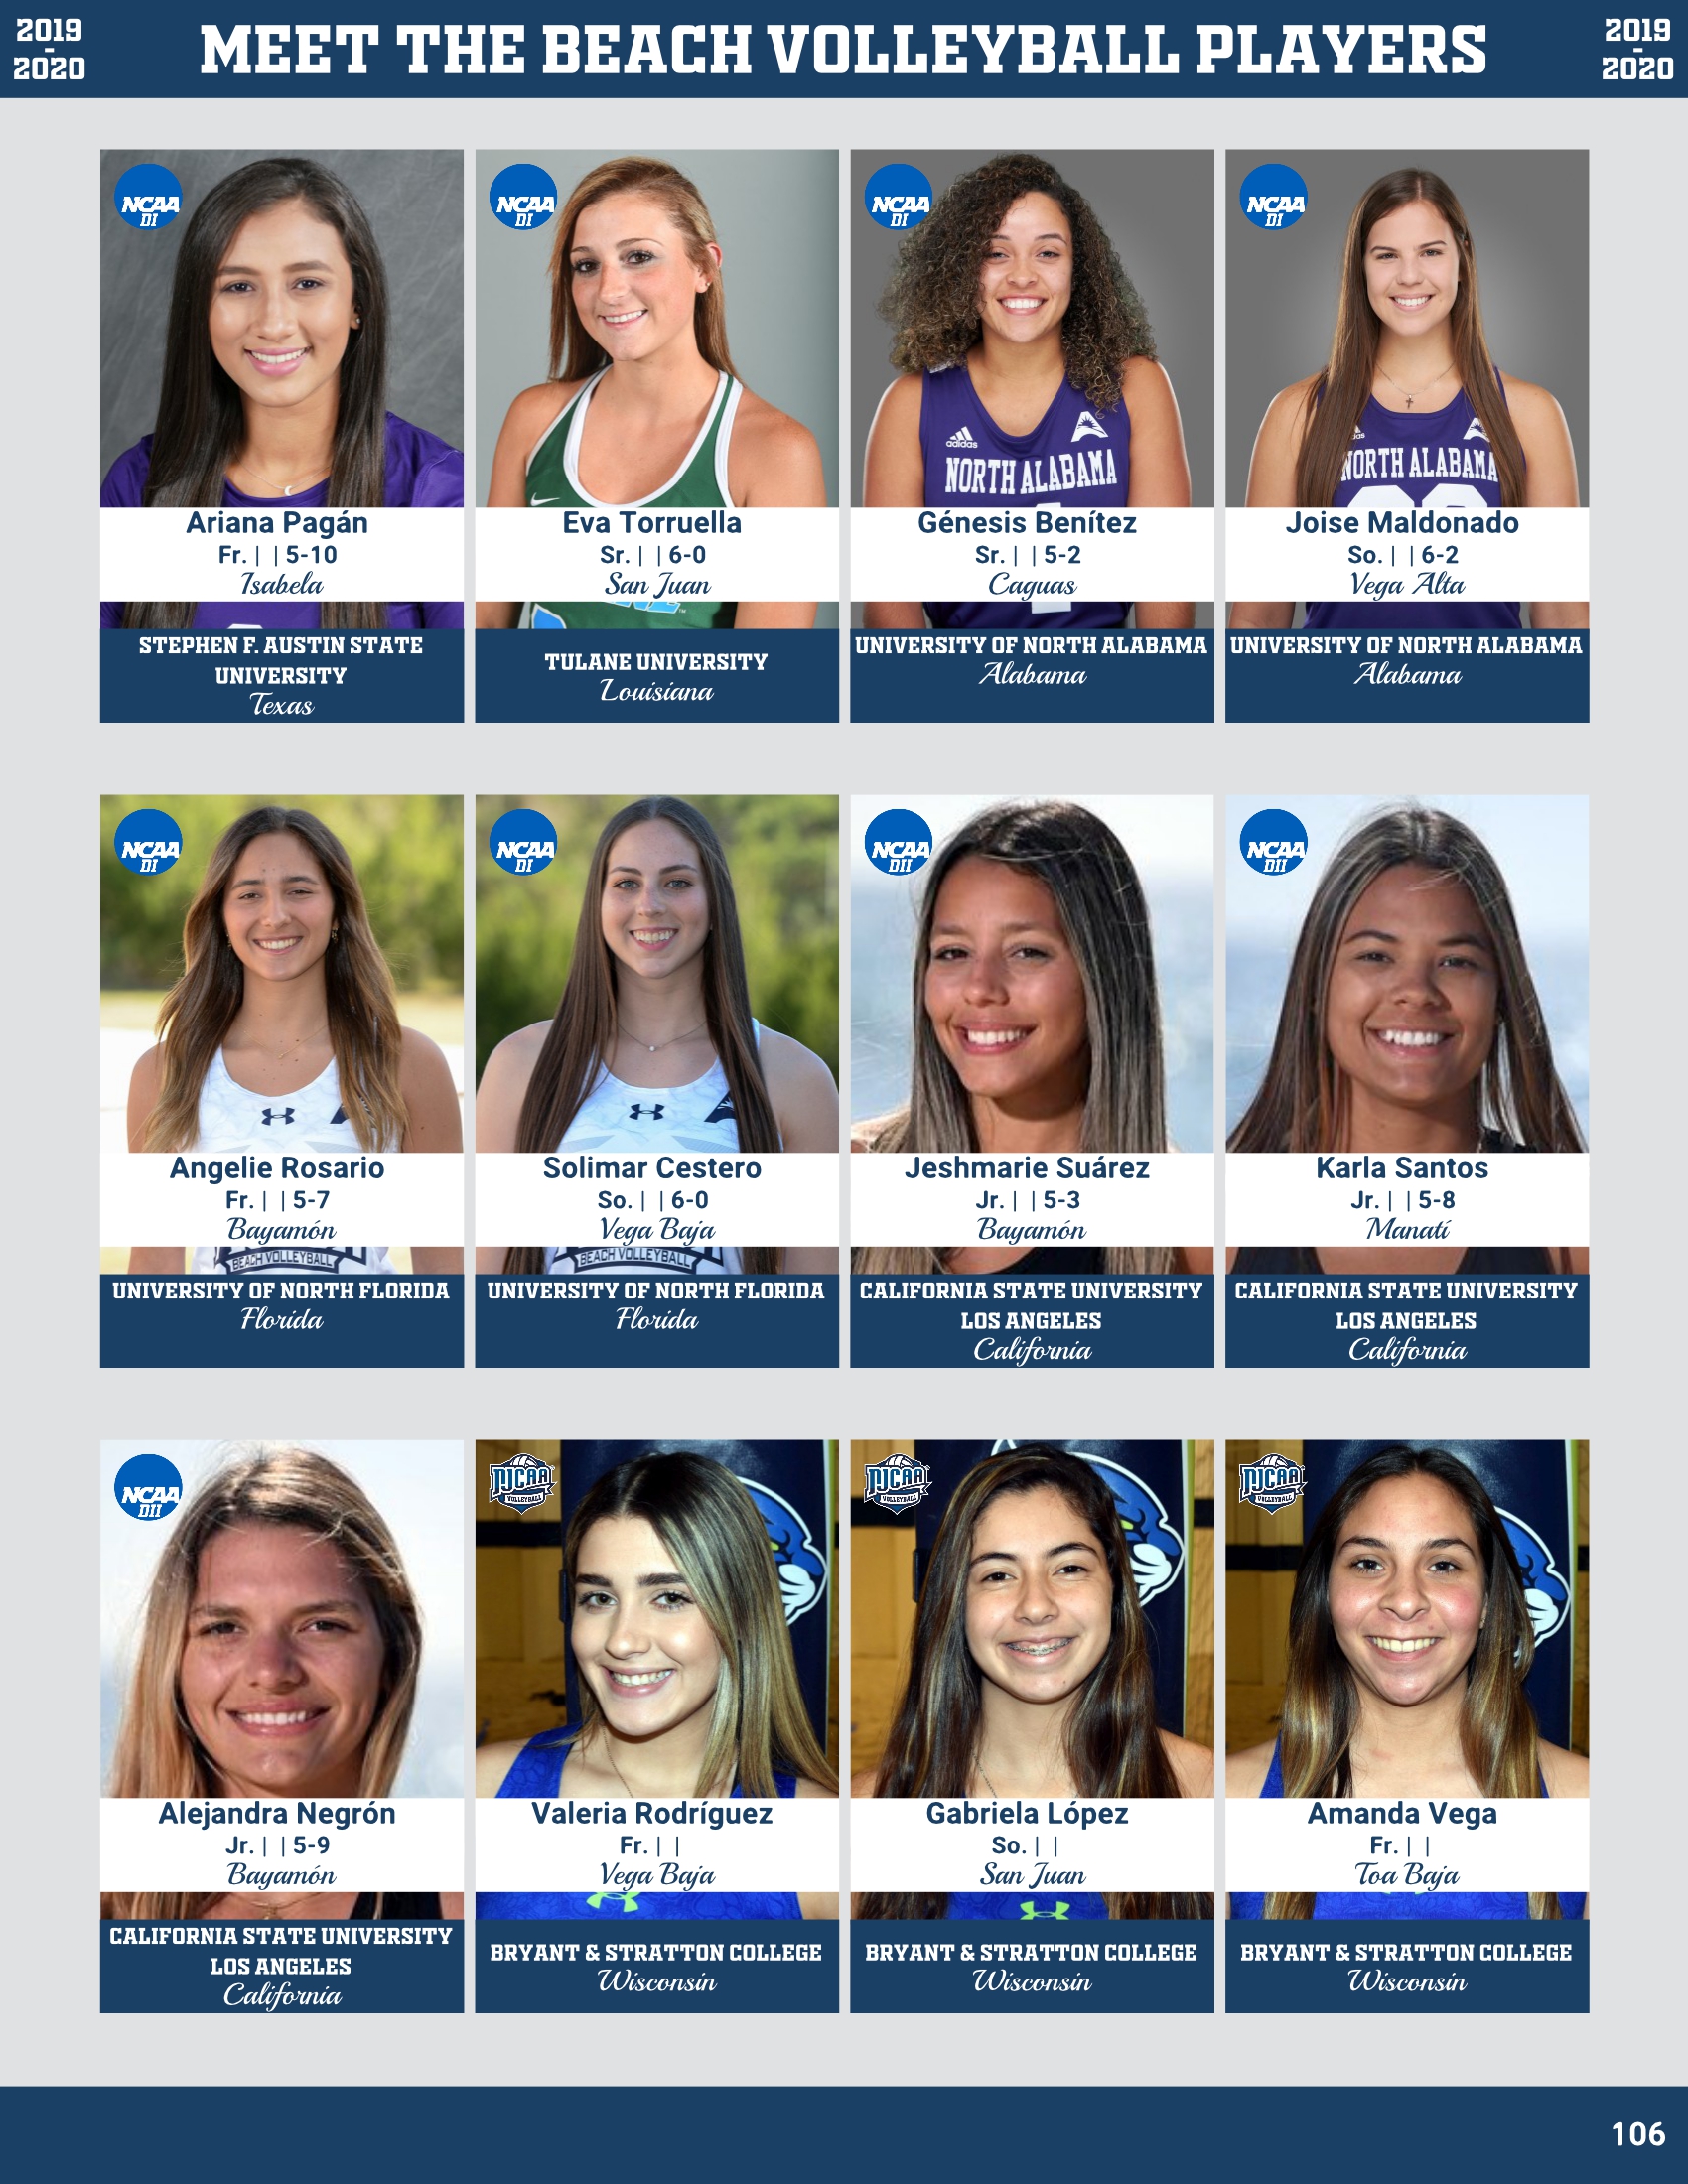 2019
-
2020
MEET THE BEACH VOLLEYBALL PLAYERS
2019
-
2020
NCAA
DI
Ariana Pagán
Fr. | | 5-10
Isabela
STEPHEN F. AUSTIN STATE
UNIVERSITY
Texas
NCAA
DI
Eva Torruella
Sr. | | 6-0
San Juan
TULANE UNIVERSITY
Louisiana
NCAA
DI
adidas
NORTH ALABAMA
Génesis Benítez
Sr. | | 5-2
Caguas
UNIVERSITY OF NORTH ALABAMA
Alabama
NCAA
DI
NORTH ALABAMA
Joise Maldonado
So. | | 6-2
Vega Alta
UNIVERSITY OF NORTH ALABAMA
Alabama
NCAA
DI
Angelie Rosario
Fr. | | 5-7
Bayamón
BEACH VOLLEYBALL
UNIVERSITY OF NORTH FLORIDA
Florida
NCAA
DI
Solimar Cestero
So. | | 6-0
Vega Baja
BEACH VOLLEYBALL
UNIVERSITY OF NORTH FLORIDA
Florida
NCAA
DII
Jeshmarie Suárez
Jr. | | 5-3
Bayamón
CALIFORNIA STATE UNIVERSITY
LOS ANGELES
California
NCAA
DII
Karla Santos
Jr. | | 5-8
Manatí
CALIFORNIA STATE UNIVERSITY
LOS ANGELES
California
NCAA
DII
Alejandra Negrón
Jr. | | 5-9
Bayamón
CALIFORNIA STATE UNIVERSITY
LOS ANGELES
California
NJCAA
VOLLEYBALL
Valeria Rodríguez
Fr. | |
Vega Baja
BRYANT & STRATTON COLLEGE
Wisconsin
NJCAA
VOLLEYBALL
Gabriela López
So. | |
San Juan
BRYANT & STRATTON COLLEGE
Wisconsin
NJCAA
VOLLEYBALL
Amanda Vega
Fr. | |
Toa Baja
BRYANT & STRATTON COLLEGE
Wisconsin
106